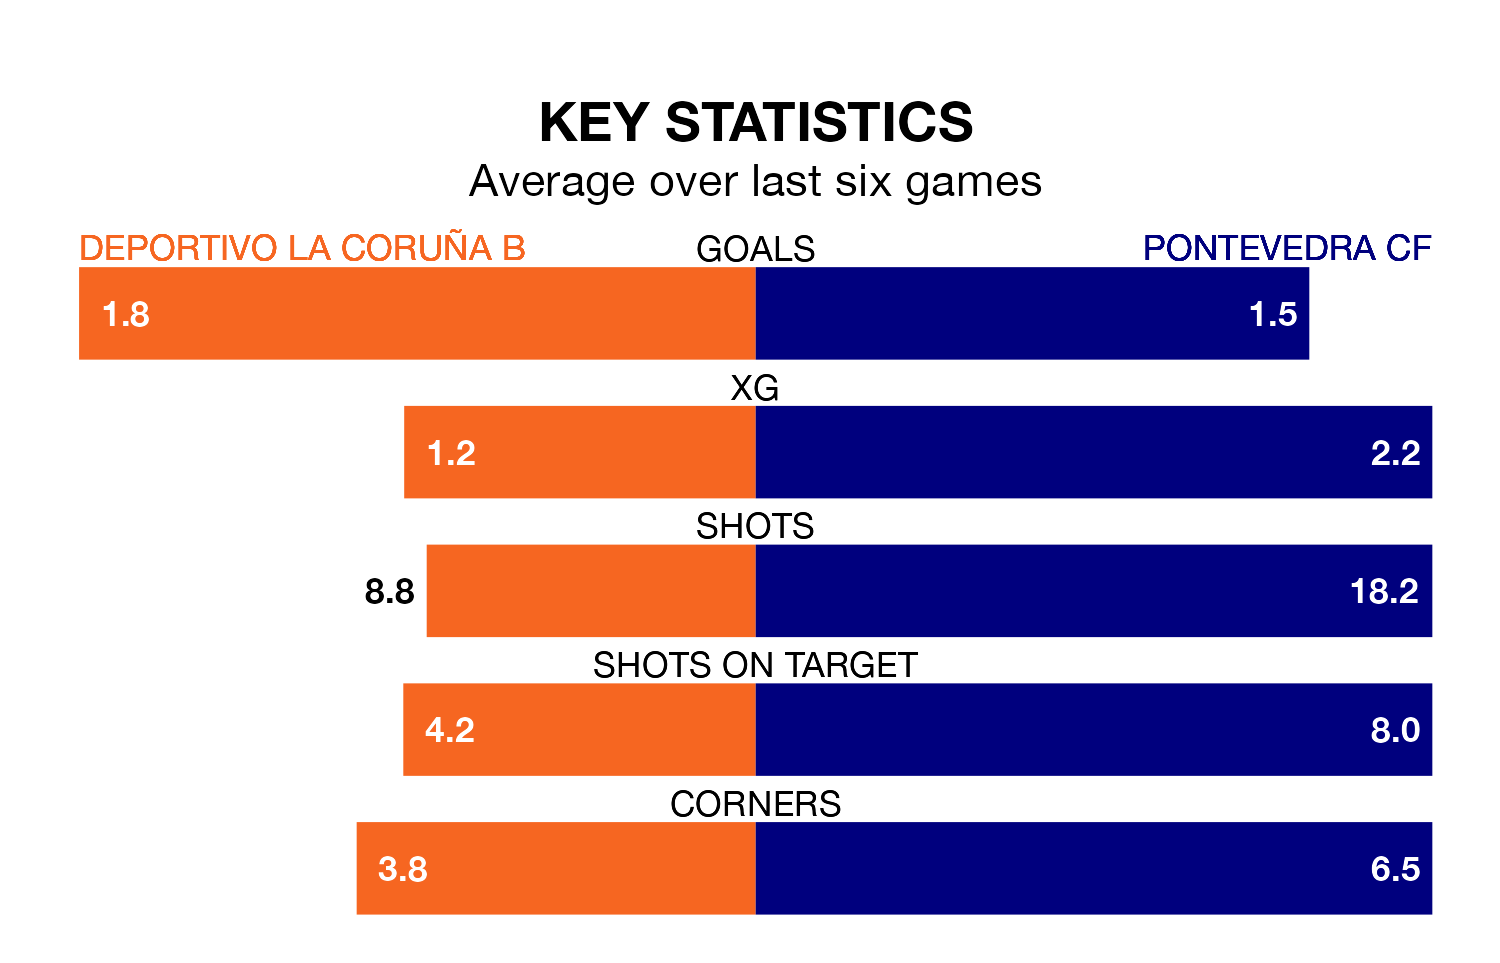 KEY STATISTICS
Average over last six games
DEPORTIVO LA CORUÑA B GOALS PONTEVEDRA CF
1.8 1.5
XG
1.2 2.2
SHOTS
8.8 18.2
SHOTS ON TARGET
4.2 8.0
CORNERS
3.8 6.5